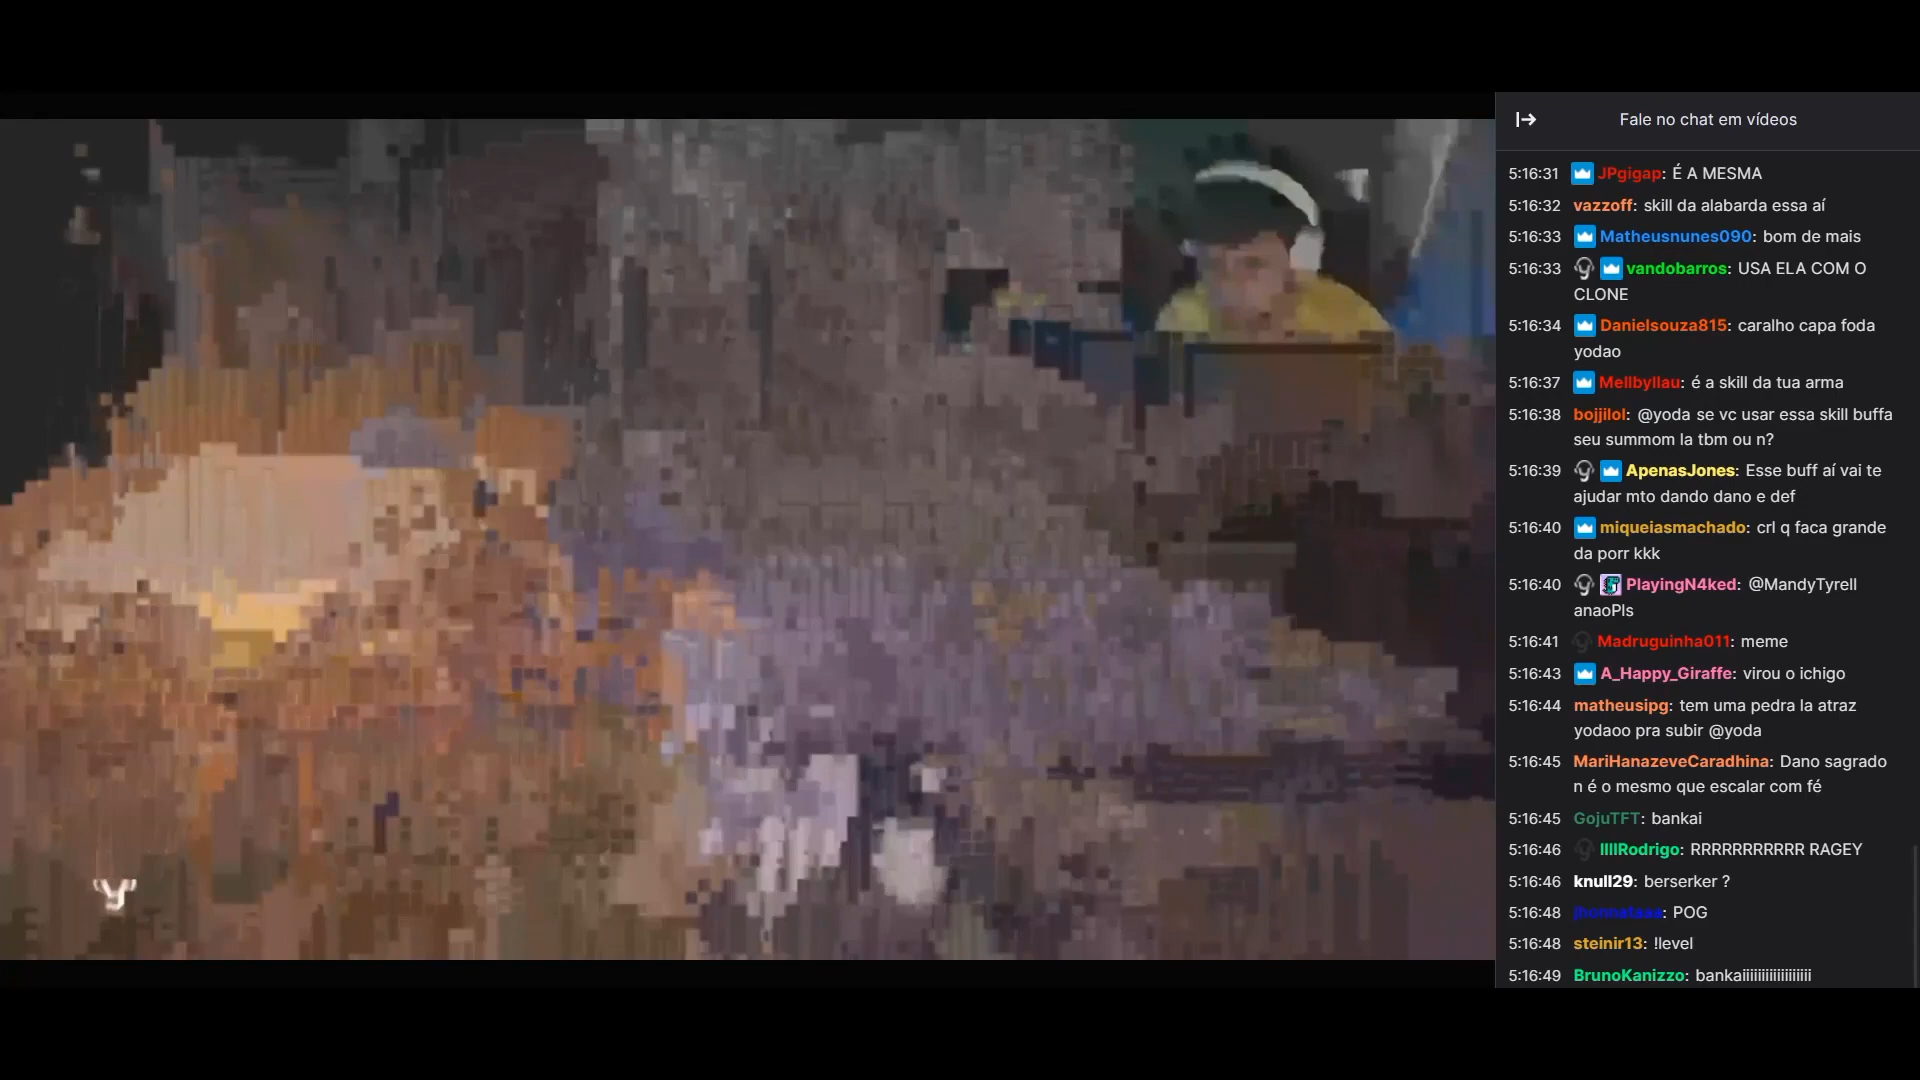 Fale no chat em vídeos
5:16:31 JPgigap: É A MESMA
5:16:32 vazzoff: skill da alabarda essa aí
5:16:33 Matheusnunes090: bom de mais
5:16:33 vandobarros: USA ELA COM O
CLONE
5:16:34 Danielsouza815: caralho capa foda
yodao
5:16:37 Mellbyllau: é a skill da tua arma
5:16:38 bojjilol: @yoda se vc usar essa skill buffa
seu summom la tbm ou n?
5:16:39 ApenasJones: Esse buff aí vai te
ajudar mto dando dano e def
5:16:40 miqueiasmachado: crl q faca grande
da porr kkk
5:16:40 PlayingN4ked: @MandyTyrell
anaoPls
5:16:41 Madruguinha011: meme
5:16:43 A_Happy_Giraffe: virou o ichigo
5:16:44 matheusipg: tem uma pedra la atraz
yodaoo pra subir @yoda
5:16:45 MariHanazeveCaradhina: Dano sagrado
n é o mesmo que escalar com fé
5:16:45 GojuTFT: bankai
5:16:46 IlllRodrigo: RRRRRRRRRRR RAGEY
5:16:46 knull29: berserker ?
5:16:48 jhonnataaa: POG
5:16:48 steinir13: !level
5:16:49 BrunoKanizzo: bankaiiiiiiiiiiiiiiiiii